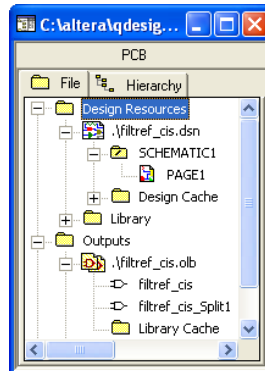 C:\altera\qdesig...
PCB
File
Hierarchy
Design Resources
.\filtref_cis.dsn
SCHEMATIC1
PAGE1
Design Cache
Library
Outputs
.\filtref_cis.olb
filtref_cis
filtref_cis_Split1
Library Cache